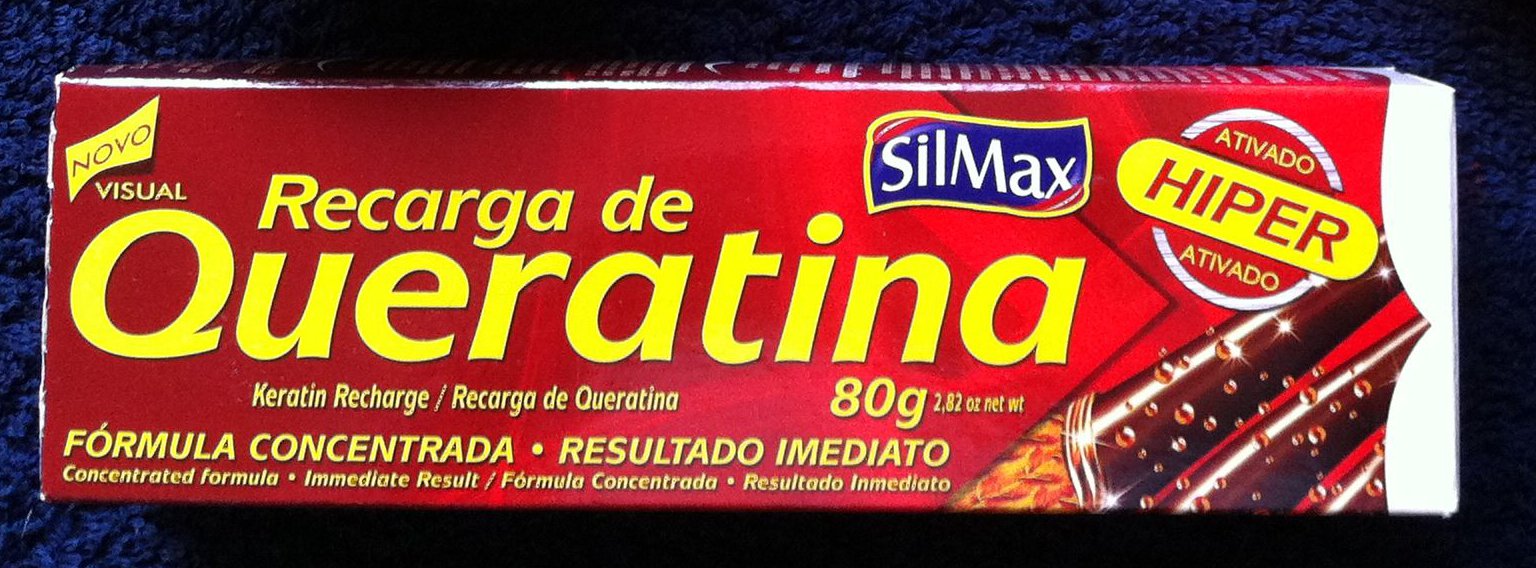 NOVO
VISUAL
Recarga de
Queratina
SilMax
ATIVADO
HIPER
ATIVADO
Keratin Recharge / Recarga de Queratina
80g 2,82 oz net wt
FÓRMULA CONCENTRADA • RESULTADO IMEDIATO
Concentrated formula • Immediate Result / Fórmula Concentrada • Resultado Inmediato